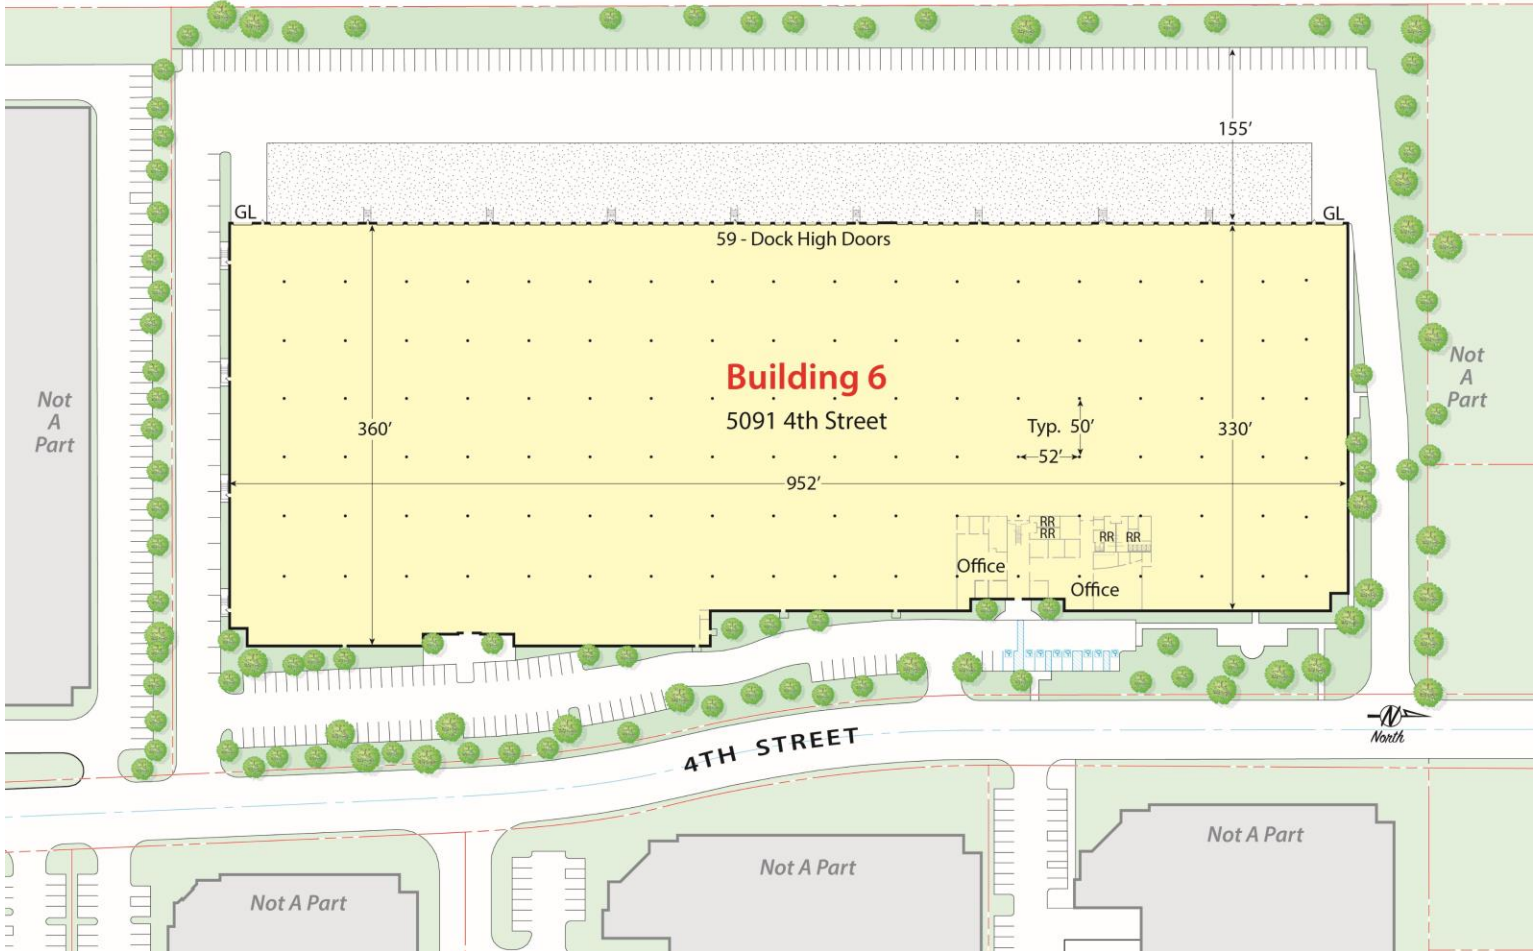 155’
GL
GL
59 - Dock High Doors
Building 6
5091 4th Street
360’
Typ. 50’
52’
330’
952’
Not
A
Part
Not
A
Part
RR
RR
RR
RR
Office
Office
4TH STREET
N
North
Not A Part
Not A Part
Not A Part